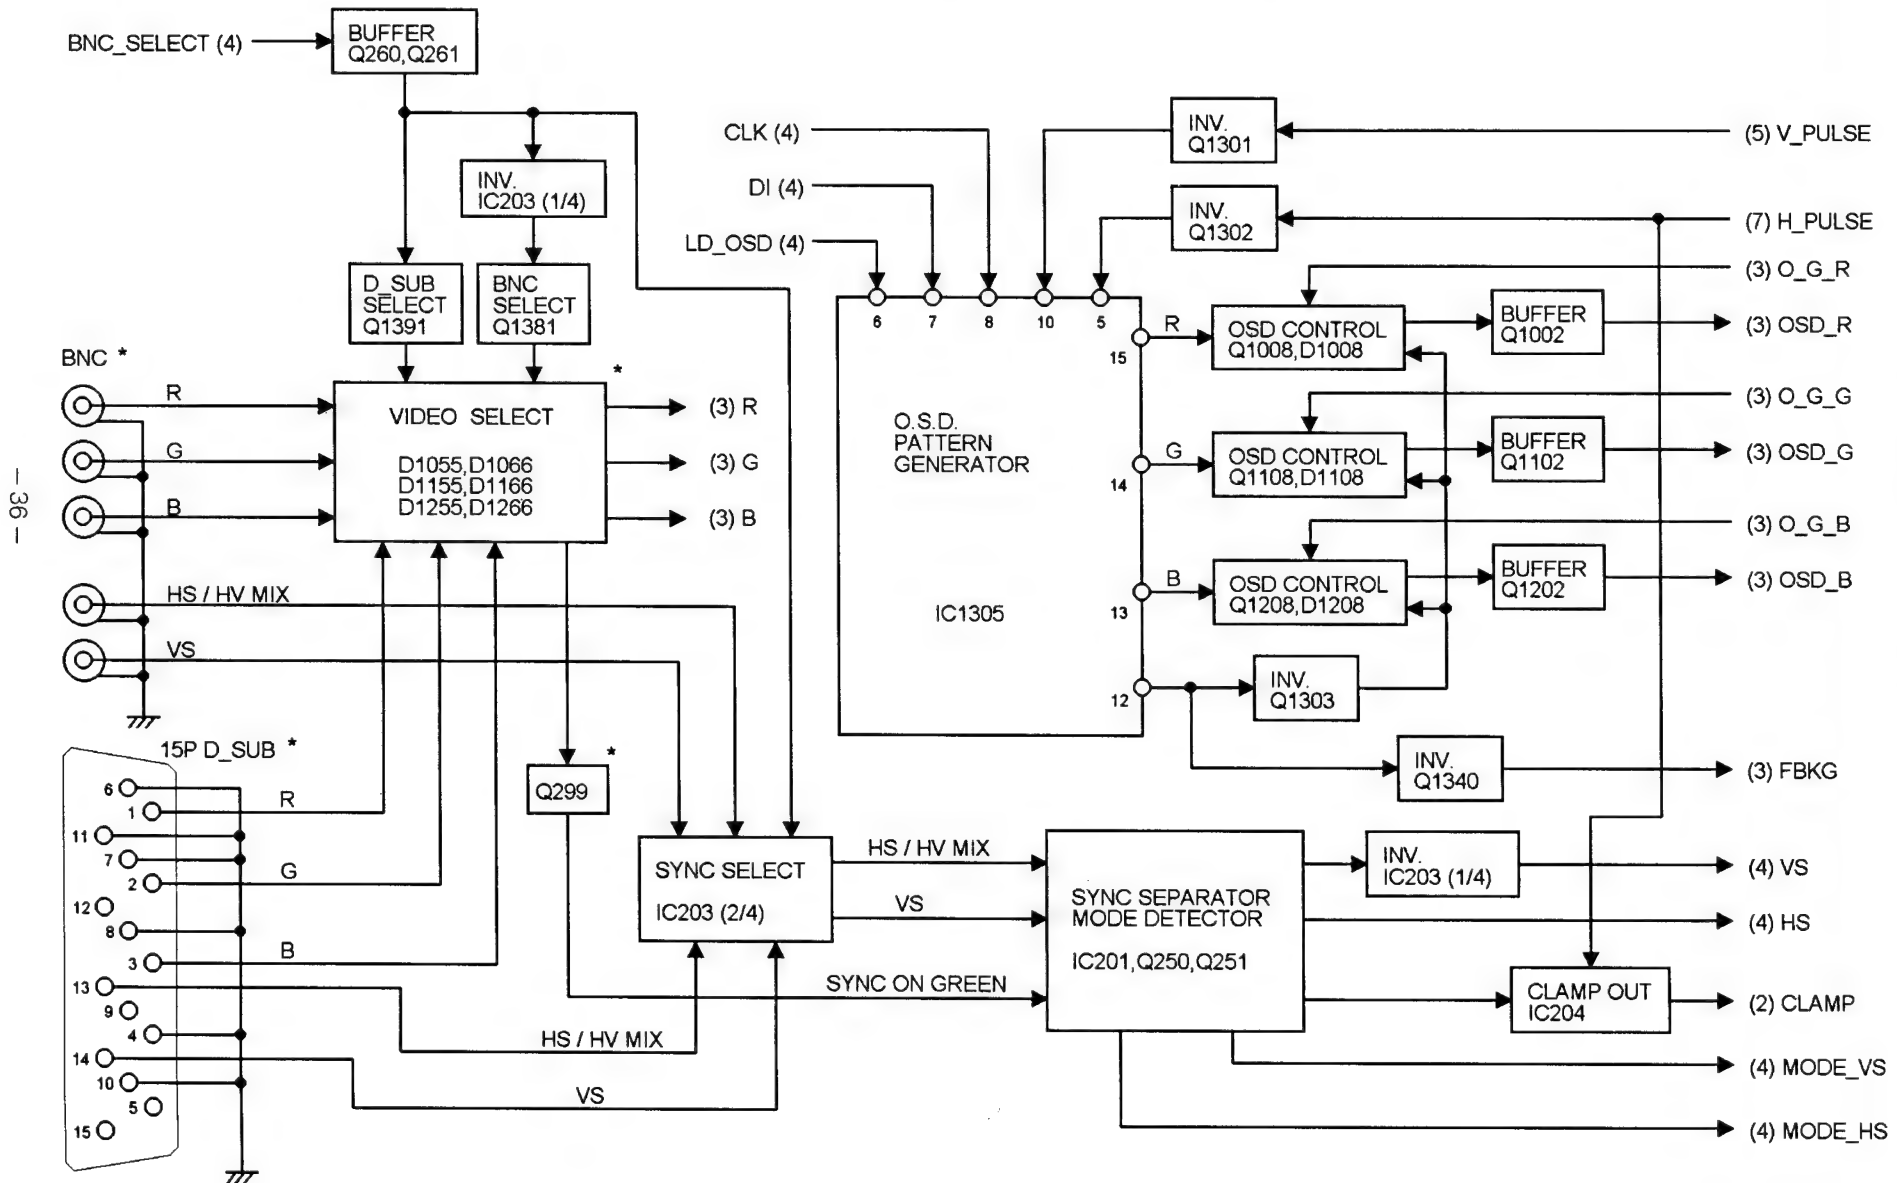 BNC_SELECT (4)
BUFFER
Q260,Q261
INV.
IC203 (1/4)
D_SUB
SELECT
Q1391
BNC
SELECT
Q1381
BNC *
R
G
B
HS / HV MIX
VS
*
VIDEO SELECT
D1055,D1066
D1155,D1166
D1255,D1266
(3) R
(3) G
(3) B
15P D_SUB *
6
1
11
7
2
12
8
3
13
9
4
14
10
5
15
R
G
B
HS / HV MIX
VS
*
Q299
SYNC SELECT
IC203 (2/4)
HS / HV MIX
VS
SYNC ON GREEN
SYNC SEPARATOR
MODE DETECTOR
IC201,Q250,Q251
INV.
IC203 (1/4)
(4) VS
(4) HS
CLAMP OUT
IC204
(2) CLAMP
(4) MODE_VS
(4) MODE_HS
CLK (4)
DI (4)
LD_OSD (4)
INV.
Q1301
(5) V_PULSE
INV.
Q1302
(7) H_PULSE
6
7
8
10
5
O.S.D.
PATTERN
GENERATOR
IC1305
15
R
14
G
13
B
12
(3) O_G_R
OSD CONTROL
Q1008,D1008
BUFFER
Q1002
(3) OSD_R
(3) O_G_G
OSD CONTROL
Q1108,D1108
BUFFER
Q1102
(3) OSD_G
(3) O_G_B
OSD CONTROL
Q1208,D1208
BUFFER
Q1202
(3) OSD_B
INV.
Q1303
INV.
Q1340
(3) FBKG
– 36 –